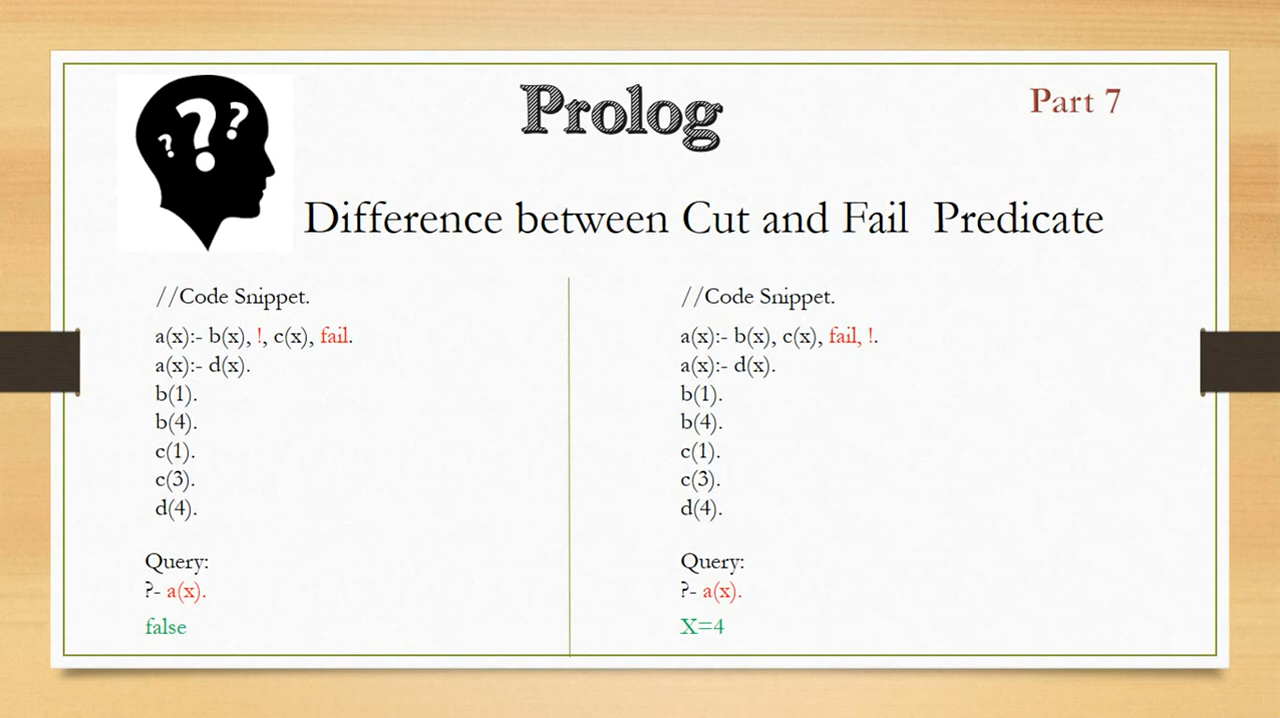 ? ? ?
Prolog
Part 7
Difference between Cut and Fail Predicate
//Code Snippet.
a(x):- b(x), !, c(x), fail.
a(x):- d(x).
b(1).
b(4).
c(1).
c(3).
d(4).
Query:
?- a(x).
false
//Code Snippet.
a(x):- b(x), c(x), fail, !.
a(x):- d(x).
b(1).
b(4).
c(1).
c(3).
d(4).
Query:
?- a(x).
X=4